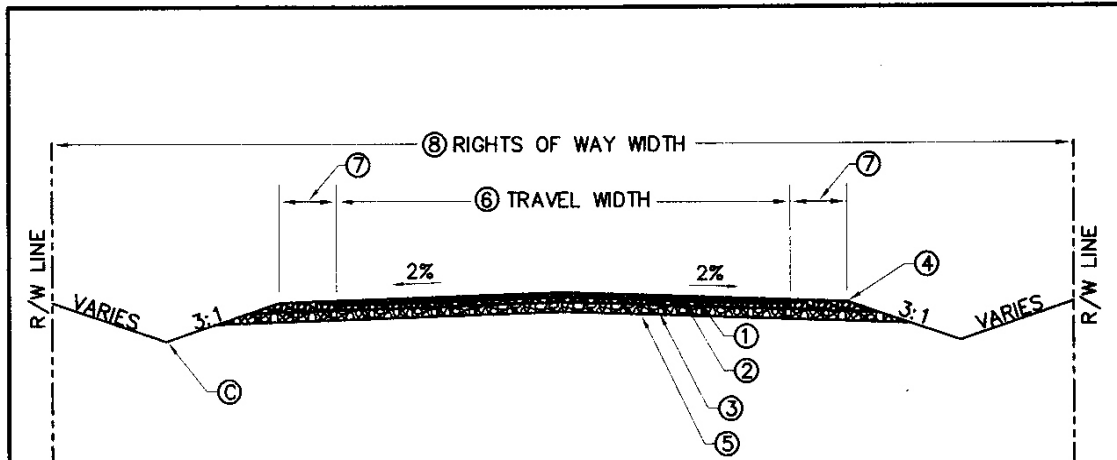 ⑧ RIGHTS OF WAY WIDTH
⑦
⑦
⑥ TRAVEL WIDTH
R/W LINE
R/W LINE
2%
2%
④
VARIES
3:1
3:1
VARIES
①
②
Ⓒ
③
⑤